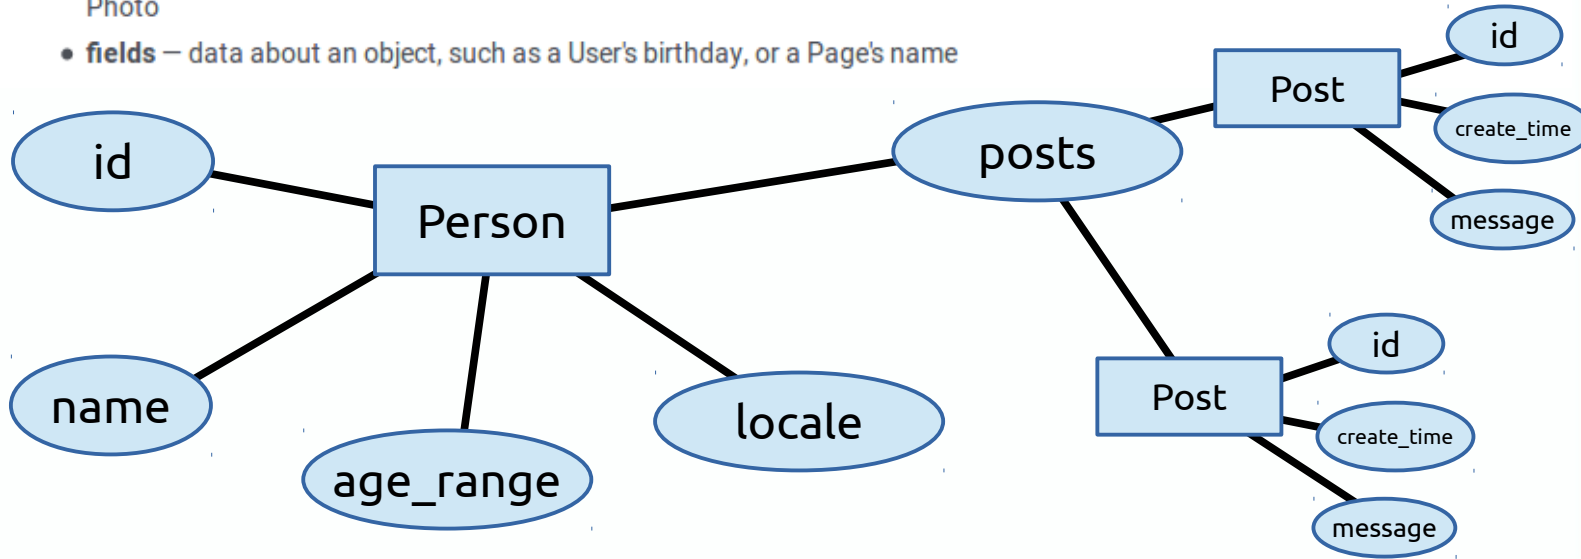 Photo
• fields — data about an object, such as a User's birthday, or a Page's name
id
Person
name
age_range
locale
posts
Post
id
create_time
message
Post
id
create_time
message